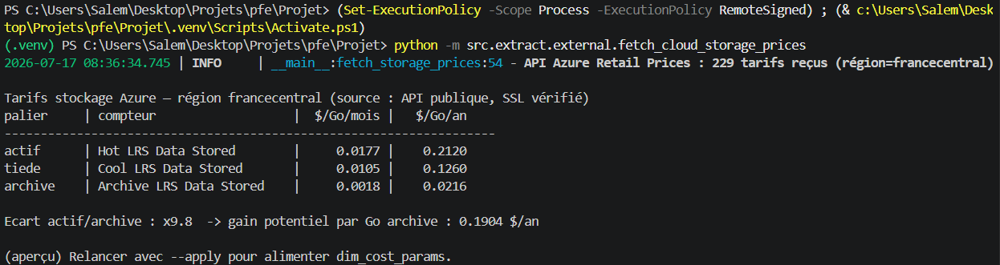 PS C:\Users\Salem\Desktop\Projets\pfe\Projet> (Set-ExecutionPolicy -Scope Process -ExecutionPolicy RemoteSigned) ; (& c:\Users\Salem\Desk
top\Projets\pfe\Projet\.venv\Scripts\Activate.ps1)
(.venv) PS C:\Users\Salem\Desktop\Projets\pfe\Projet> python -m src.extract.external.fetch_cloud_storage_prices
2026-07-17 08:36:34.745 | INFO     | __main__:fetch_storage_prices:54 - API Azure Retail Prices : 229 tarifs reçus (région=francecentral)
Tarifs stockage Azure — région francecentral (source : API publique, SSL vérifié)
palier     | compteur                 |  $/Go/mois |    $/Go/an
---------------------------------------------------------------
actif      | Hot LRS Data Stored      |     0.0177 |     0.2120
tiede      | Cool LRS Data Stored     |     0.0105 |     0.1260
archive    | Archive LRS Data Stored  |     0.0018 |     0.0216
Ecart actif/archive : x9.8  -> gain potentiel par Go archive : 0.1904 $/an
(aperçu) Relancer avec --apply pour alimenter dim_cost_params.